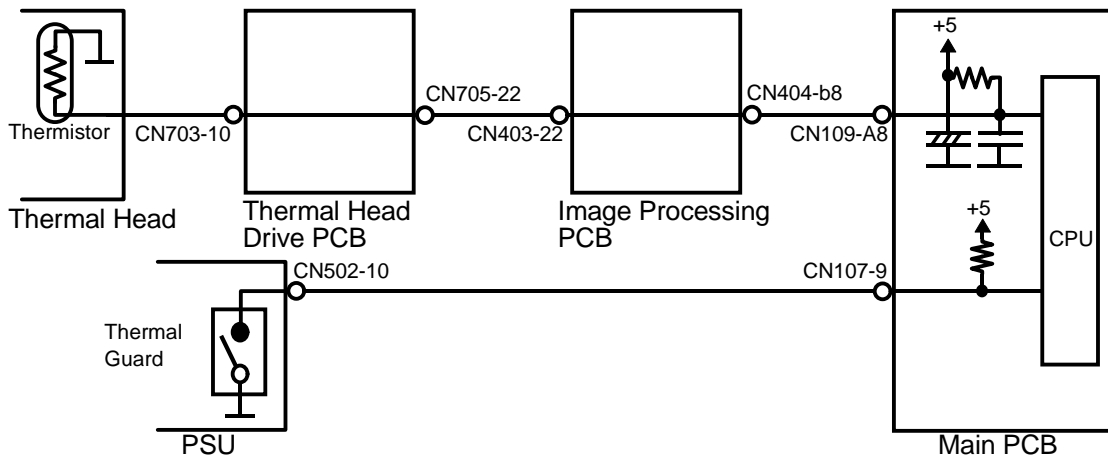 +5
CN705-22
CN404-b8
Thermistor
CN703-10
CN403-22
CN109-A8
Thermal Head
Thermal Head
Drive PCB
Image Processing
PCB
+5
CPU
CN502-10
CN107-9
Thermal
Guard
PSU
Main PCB